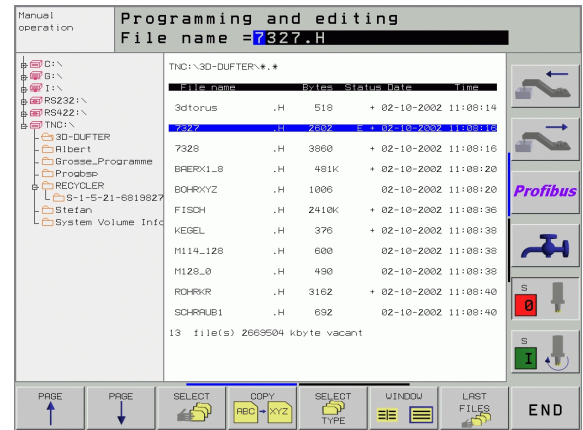 Manual
operation
Programming and editing
File name =7327.H
C:\
G:\
I:\
RS232:\
RS422:\
TNC:\
3D-DUFTER
Albert
Grosse_Programme
Progbsp
RECYCLER
S-1-5-21-6819827
Stefan
System Volume Info
TNC:\3D-DUFTER\*.*
File name Bytes Status Date Time
3dtorus .H 518 + 02-10-2002 11:08:14
7327 .H 2602 E + 02-10-2002 11:08:16
7328 .H 3860 + 02-10-2002 11:08:16
BAERX1_8 .H 481K + 02-10-2002 11:08:20
BOHRXYZ .H 1006 02-10-2002 11:08:20
FISCH .H 2410K + 02-10-2002 11:08:36
KEGEL .H 376 + 02-10-2002 11:08:38
M114_128 .H 600 02-10-2002 11:08:38
M128_0 .H 490 02-10-2002 11:08:38
ROHRKR .H 3162 + 02-10-2002 11:08:40
SCHRAUB1 .H 692 02-10-2002 11:08:40
13 file(s) 2669504 kbyte vacant
Profibus
S
0
S
I
PAGE
PAGE
SELECT
COPY
ABC
XYZ
SELECT
TYPE
WINDOW
LAST
FILES
END